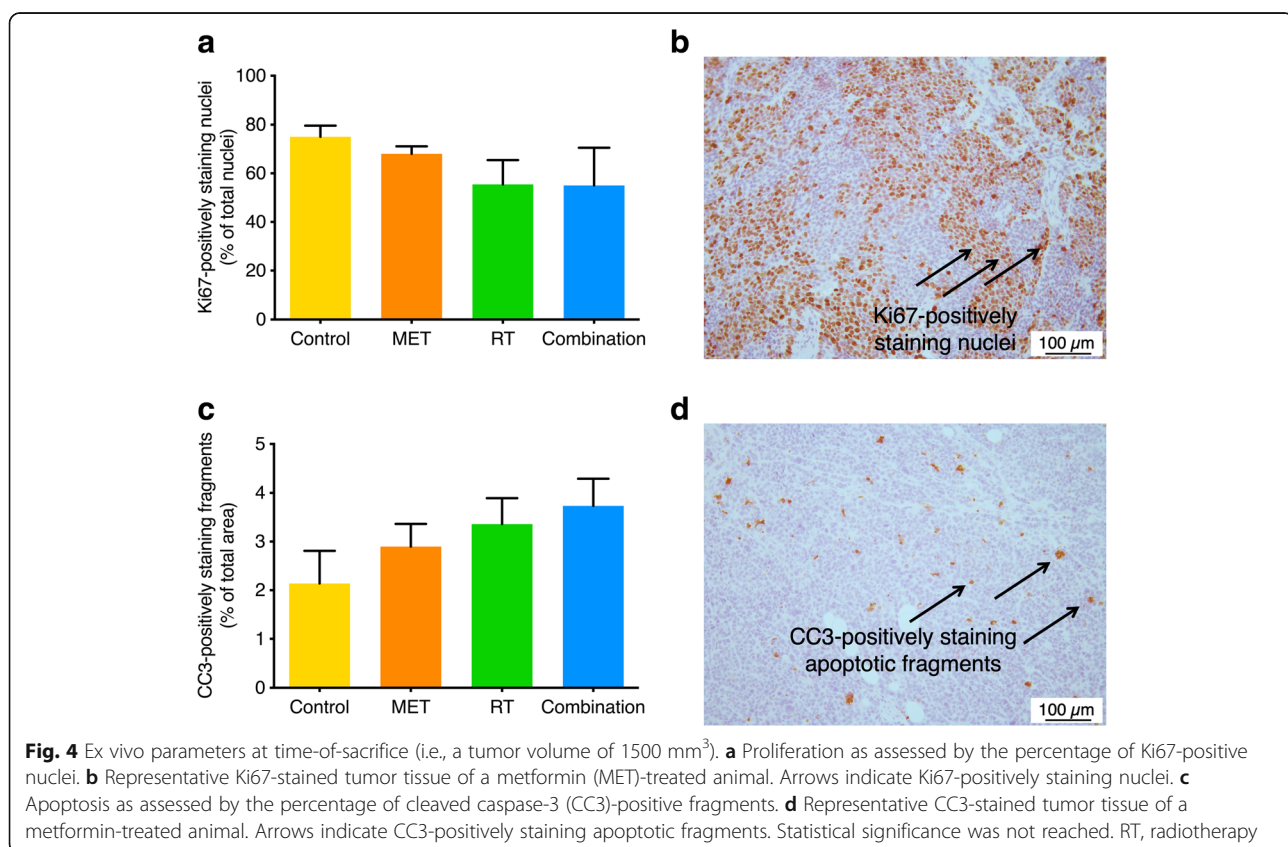 a
Ki67-positively staining nuclei
(% of total nuclei)
100
80
60
40
20
0
Control MET RT Combination
b
Ki67-positively
staining nuclei
100 µm
c
CC3-positively staining fragments
(% of total area)
5
4
3
2
1
0
Control MET RT Combination
d
CC3-positively staining
apoptotic fragments
100 µm
Fig. 4 Ex vivo parameters at time-of-sacrifice (i.e., a tumor volume of 1500 mm³). a Proliferation as assessed by the percentage of Ki67-positive
nuclei. b Representative Ki67-stained tumor tissue of a metformin (MET)-treated animal. Arrows indicate Ki67-positively staining nuclei. c
Apoptosis as assessed by the percentage of cleaved caspase-3 (CC3)-positive fragments. d Representative CC3-stained tumor tissue of a
metformin-treated animal. Arrows indicate CC3-positively staining apoptotic fragments. Statistical significance was not reached. RT, radiotherapy